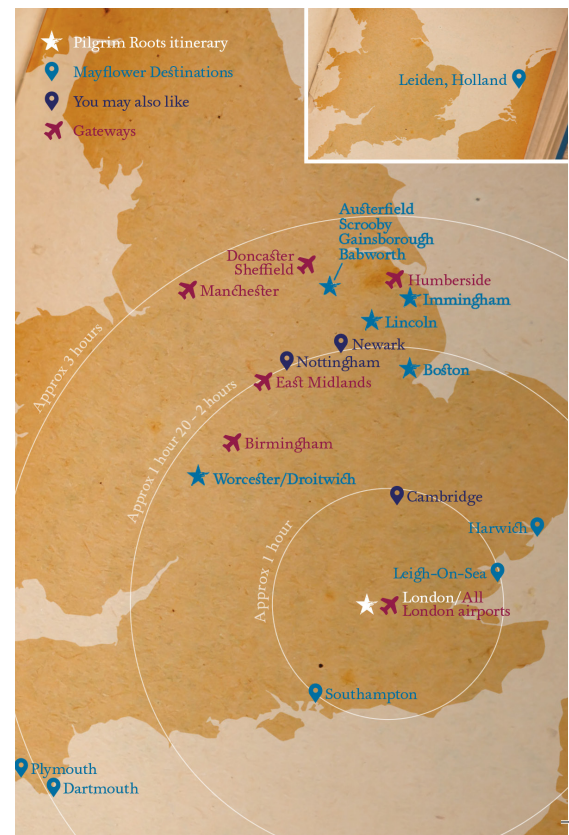 Pilgrim Roots itinerary
Mayflower Destinations
You may also like
Gateways
Leiden, Holland
Austerfield
Scrooby
Gainsborough
Babworth
Doncaster
Sheffield
Humberside
Manchester
Immingham
Lincoln
Newark
Nottingham
Boston
East Midlands
Approx 3 hours
Approx 1 hour 20 - 2 hours
Birmingham
Worcester/Droitwich
Cambridge
Harwich
Approx 1 hour
Leigh-On-Sea
London/All
London airports
Southampton
Plymouth
Dartmouth